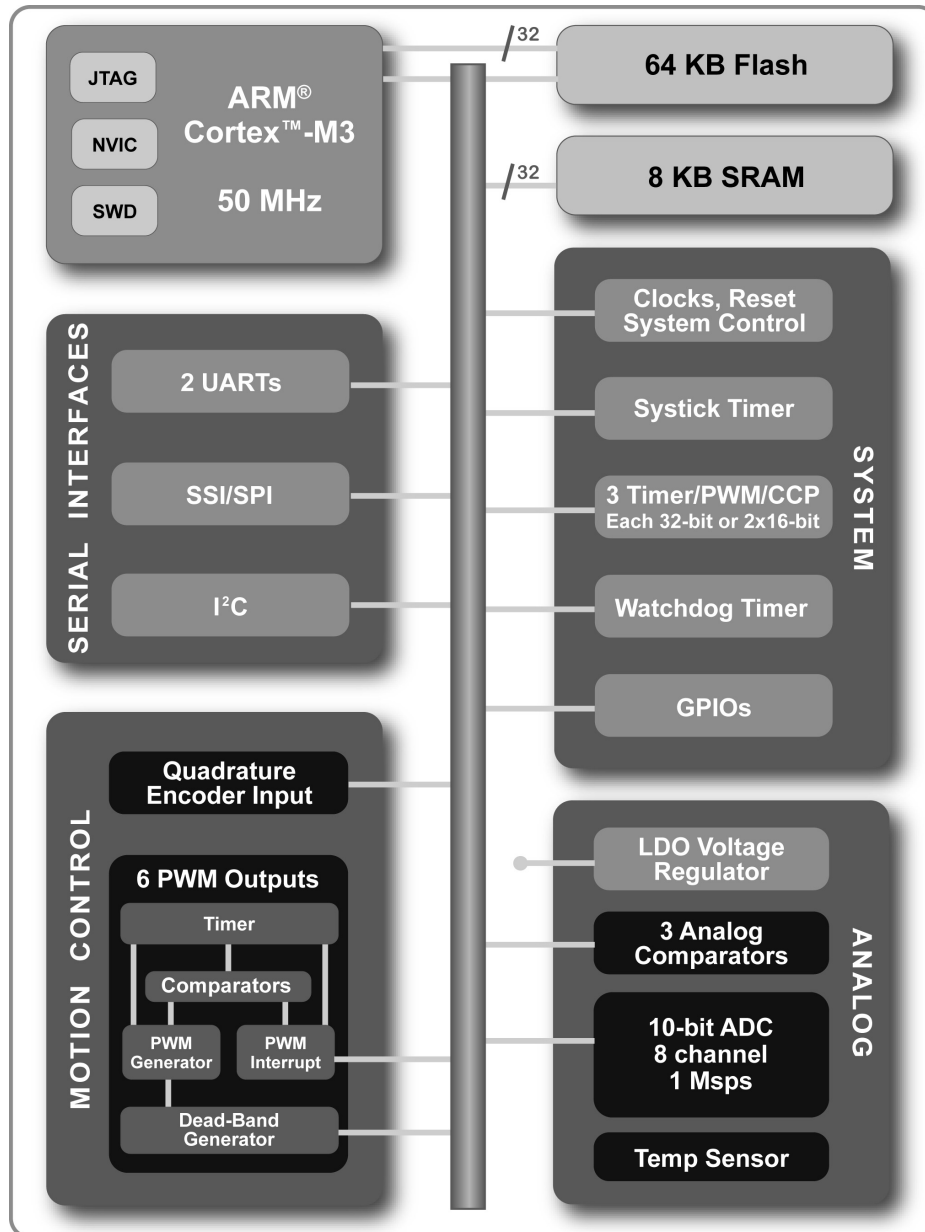 JTAG
NVIC
SWD
ARM®
Cortex™-M3
50 MHz
32
64 KB Flash
32
8 KB SRAM
SERIAL INTERFACES
2 UARTs
SSI/SPI
I²C
SYSTEM
Clocks, Reset
System Control
Systick Timer
3 Timer/PWM/CCP
Each 32-bit or 2x16-bit
Watchdog Timer
GPIOs
MOTION CONTROL
Quadrature
Encoder Input
6 PWM Outputs
Timer
Comparators
PWM
Generator
PWM
Interrupt
Dead-Band
Generator
ANALOG
LDO Voltage
Regulator
3 Analog
Comparators
10-bit ADC
8 channel
1 Msps
Temp Sensor